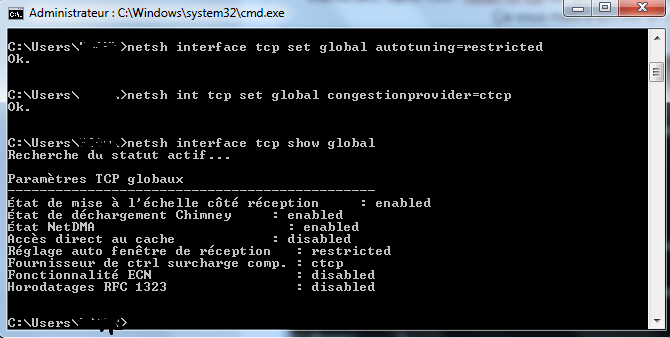 Administrateur : C:\Windows\system32\cmd.exe
C:\Users\ >netsh interface tcp set global autotuning=restricted
Ok.
C:\Users\ .>netsh int tcp set global congestionprovider=ctcp
Ok.
C:\Users\ >netsh interface tcp show global
Recherche du statut actif...
Paramètres TCP globaux
----------------------------------------------
État de mise à l'échelle côté réception : enabled
État de déchargement Chimney : enabled
État NetDMA : enabled
Accès direct au cache : disabled
Réglage auto fenêtre de réception : restricted
Fournisseur de ctrl surcharge comp. : ctcp
Fonctionnalité ECN : disabled
Horodatages RFC 1323 : disabled
C:\Users\ >